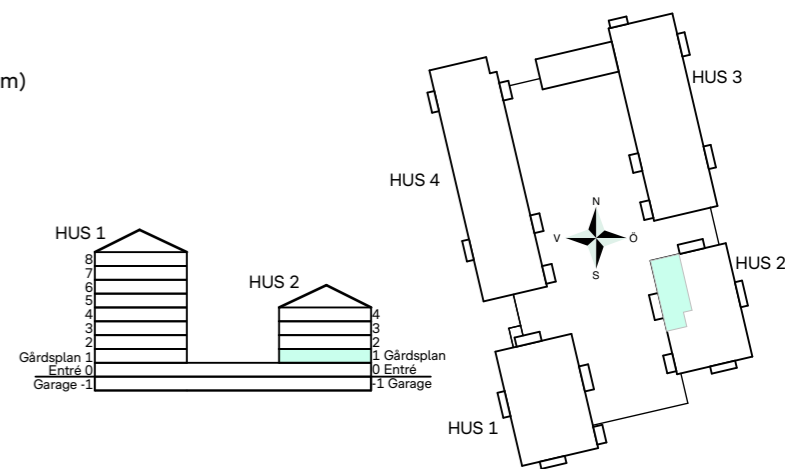 m)
HUS 3
HUS 4
N
V
Ö
S
HUS 2
HUS 1
HUS 1
8
7
6
5
4
3
2
Gårdsplan 1
Entré 0
Garage -1
HUS 2
4
3
2
1 Gårdsplan
0 Entré
-1 Garage